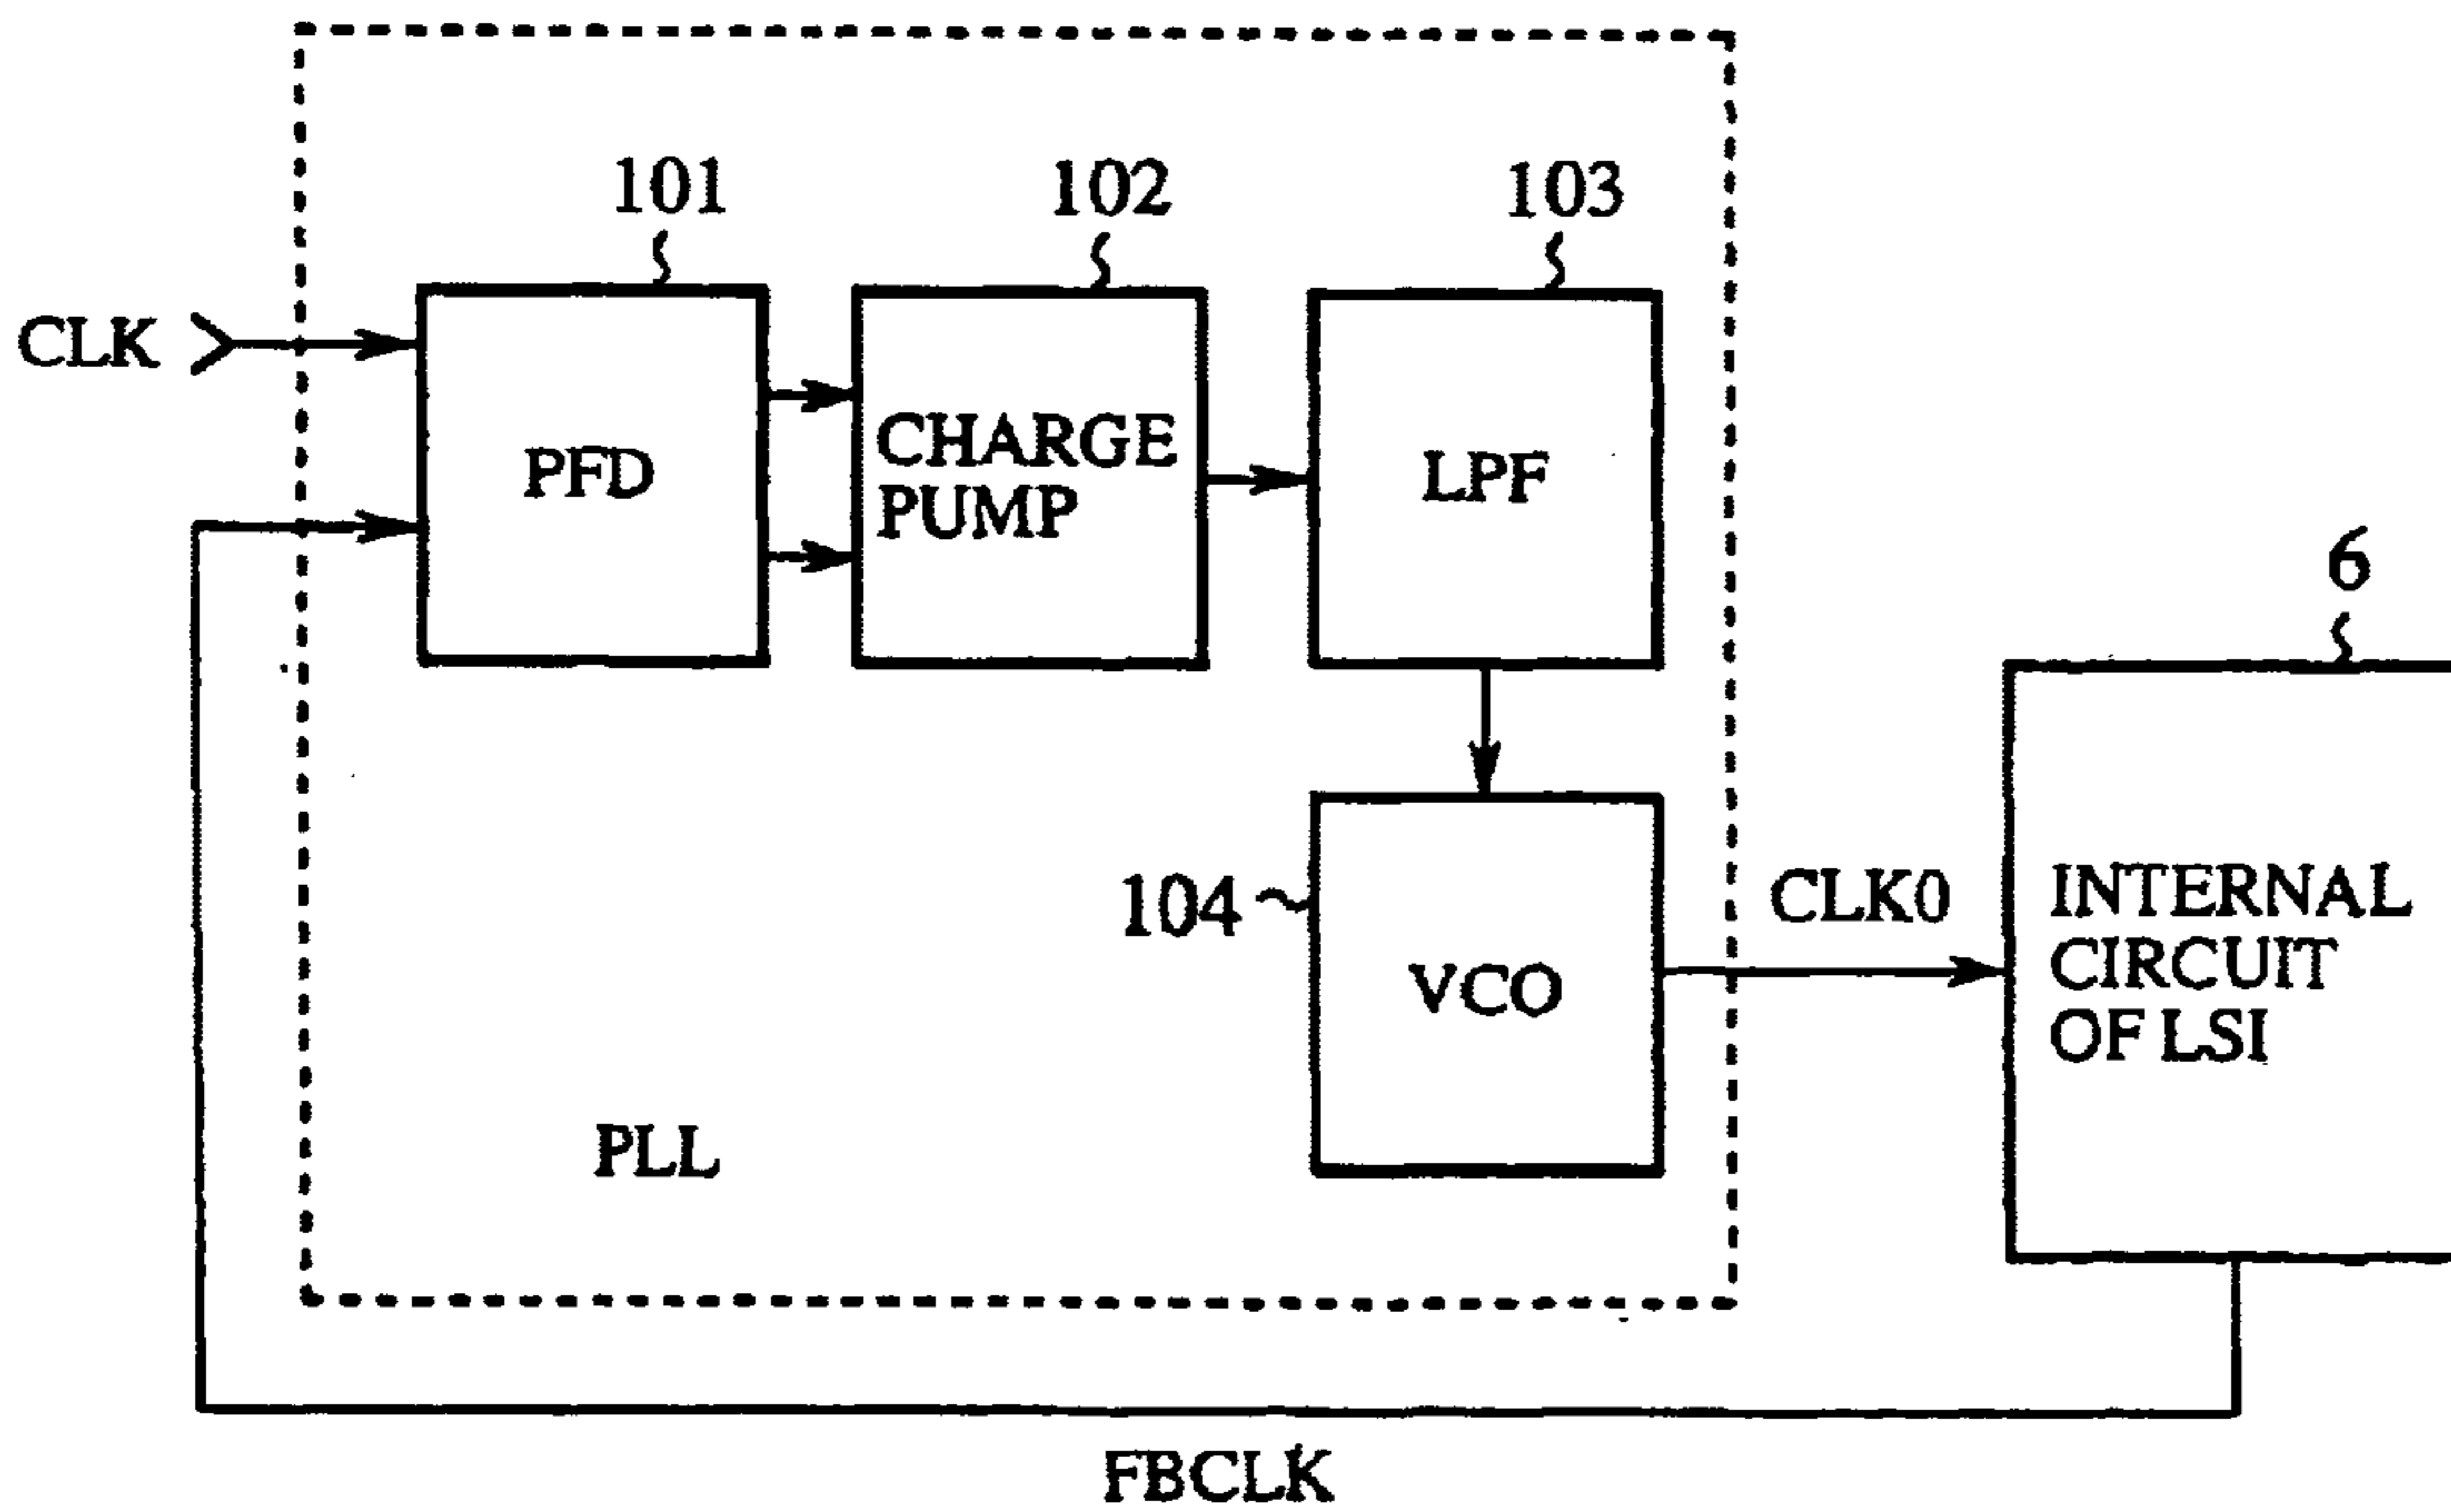 101
102
103
CLK
PFD
CHARGE
PUMP
LPF
6
104
VCO
CLK0
INTERNAL
CIRCUIT
OF LSI
PLL
FBCLK